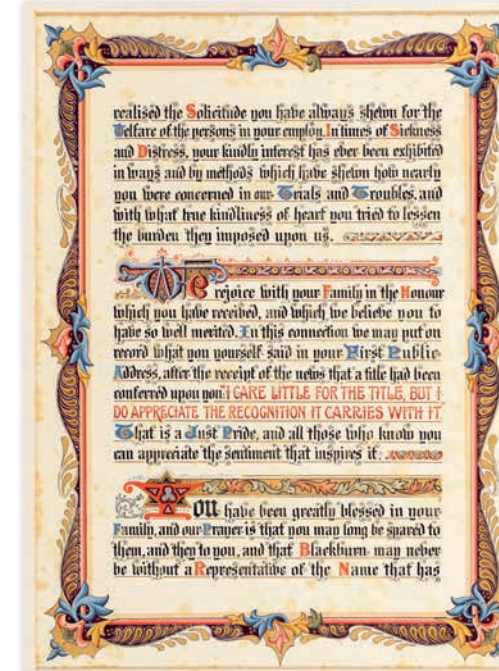 realised the Solicitude you have always shewn for the
Welfare of the persons in your employ. In times of Sickness
and Distress, your kindly interest has ever been exhibited
in ways and by methods which have shewn how nearly
you were concerned in our Trials and Troubles, and
with what true kindliness of heart you tried to lessen
the burden they imposed upon us.
We rejoice with your Family in the Honour
which you have received, and which we believe you to
have so well merited. In this connection we may put on
record what you yourself said in your First Public
Address, after the receipt of the news that a title had been
conferred upon you: "I CARE LITTLE FOR THE TITLE, BUT I
DO APPRECIATE THE RECOGNITION IT CARRIES WITH IT
That is a Just Pride, and all those who know you
can appreciate the sentiment that inspires it.
You have been greatly blessed in your
Family, and our Prayer is that you may long be spared to
them, and they to you, and that Blackburn may never
be without a Representative of the Name that has